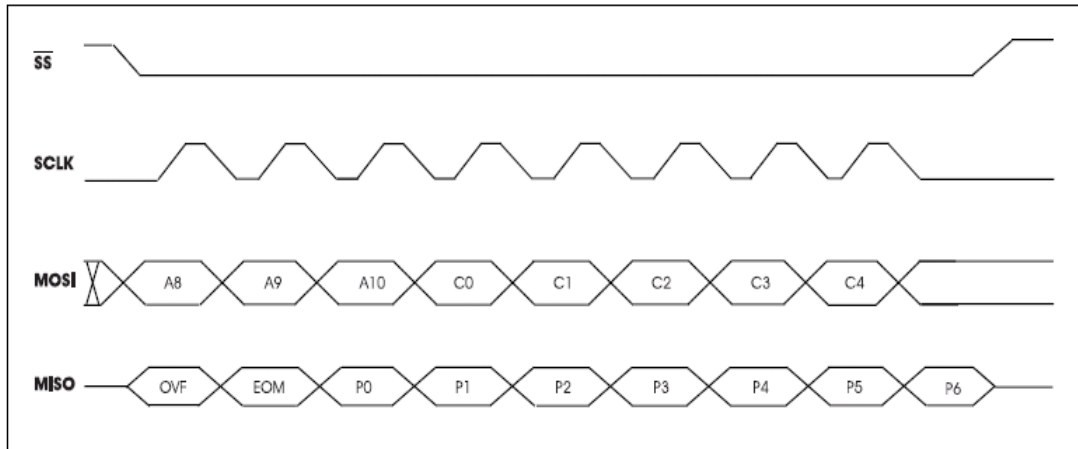 SS
SCLK
MOSI A8 A9 A10 C0 C1 C2 C3 C4
MISO OVF EOM P0 P1 P2 P3 P4 P5 P6